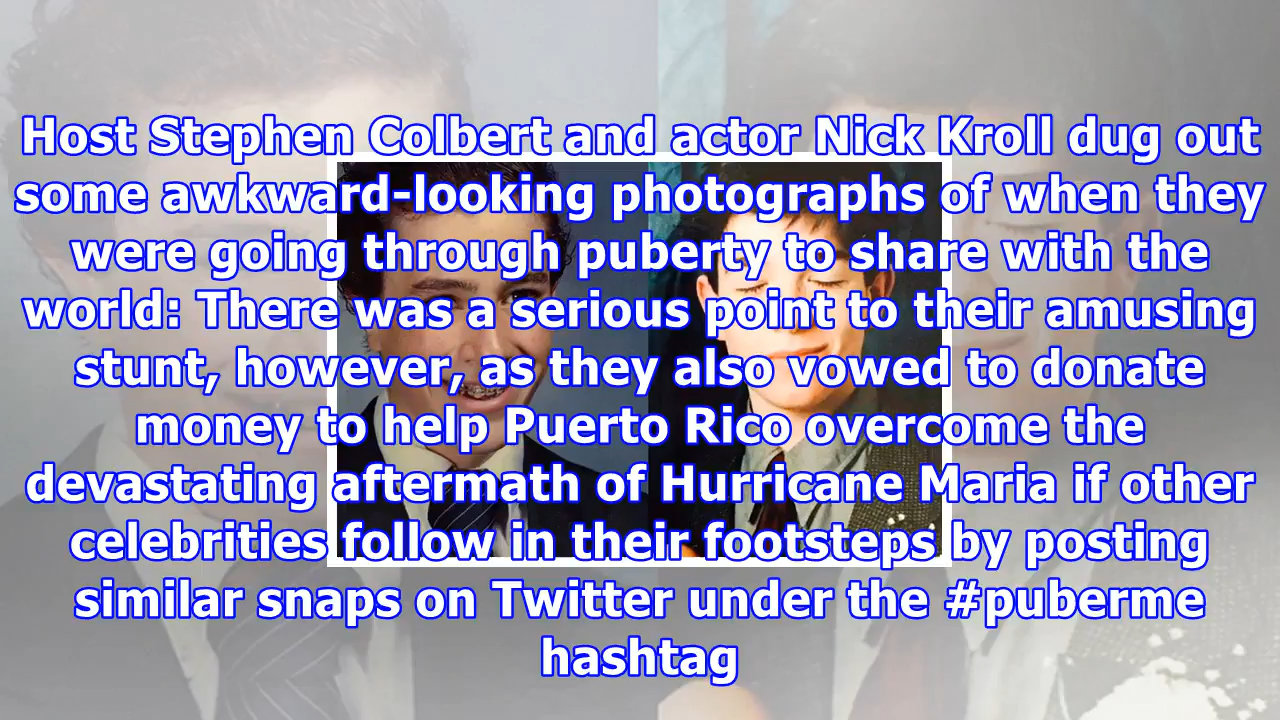 Host Stephen Colbert and actor Nick Kroll dug out
some awkward-looking photographs of when they
were going through puberty to share with the
world: There was a serious point to their amusing
stunt, however, as they also vowed to donate
money to help Puerto Rico overcome the
devastating aftermath of Hurricane Maria if other
celebrities follow in their footsteps by posting
similar snaps on Twitter under the #puberme
hashtag